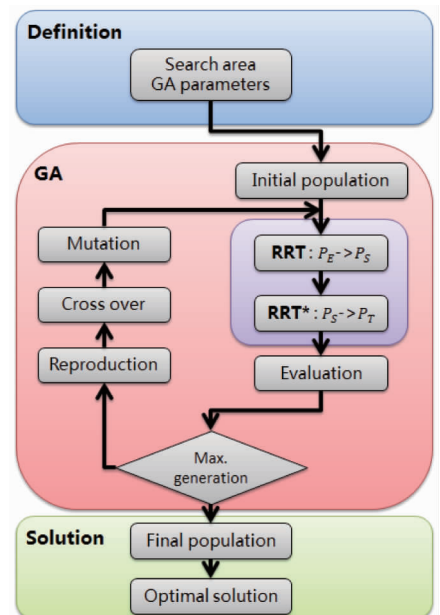 Definition
Search area
GA parameters
GA
Initial population
Mutation
RRT : P_E->P_S
Cross over
RRT* : P_S->P_T
Reproduction
Evaluation
Max.
generation
Solution
Final population
Optimal solution